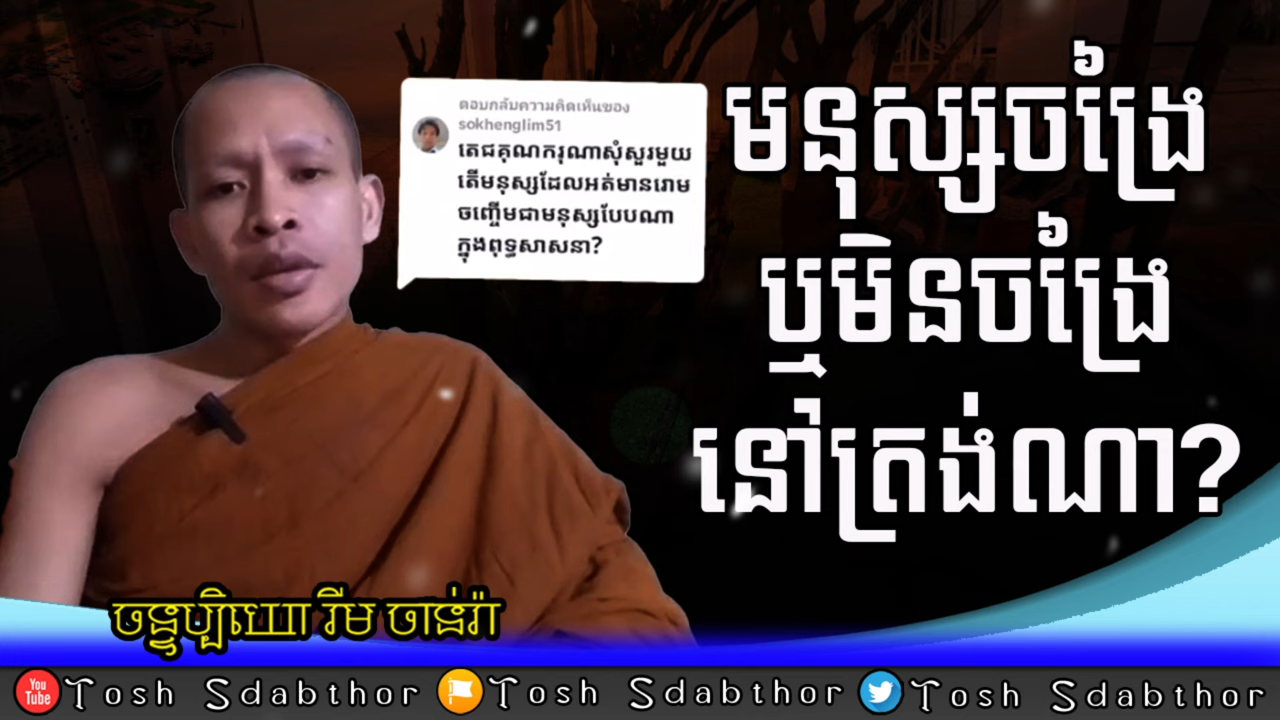 ตอบกลับความคิดเห็นของ
sokhenglim51
តេជគុណករុណាសុំសួរមួយ
តើមនុស្សដែលអត់មានរោម
ចញ្ចើមជាមនុស្សបែបណា
ក្នុងពុទ្ធសាសនា?
មនុស្សចង្រៃ
ឬមិនចង្រៃ
នៅត្រង់ណា?
ចន្ទប្បិយោ រីម ចាន់រ៉ា
You Tube Tosh Sdabthor Tosh Sdabthor Tosh Sdabthor